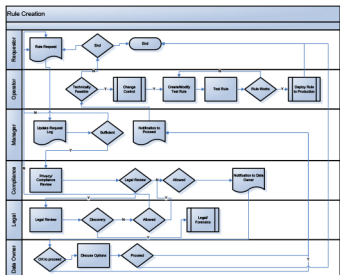 Rule Creation
Requestor
Rule Request
End
End
Operator
Technically Feasible
Change Control
Create/Modify Test Rule
Test Rule
Rule Works
Deploy Rule to Production
Manager
Update Request Log
Sufficient
Notification to Proceed
Compliance
Privacy/ Compliance Review
Legal Review
Allowed
Notification to Data Owner
Legal
Legal Review
Discovery
Allowed
Legal/ Forensics
Data Owner
OK to proceed
Discuss Options
Proceed